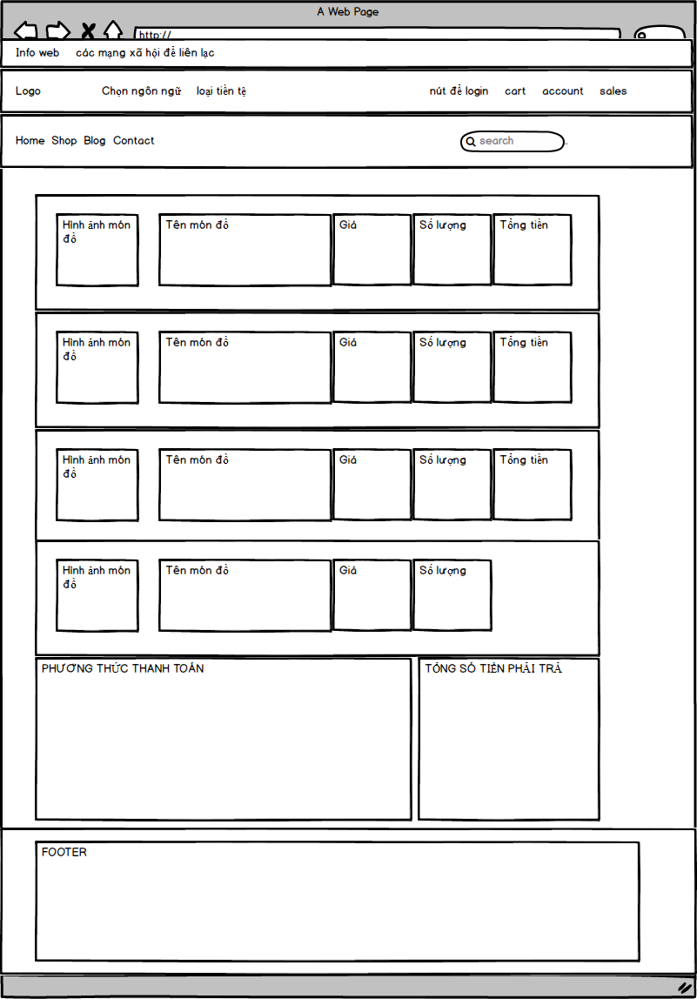 A Web Page
http://
Info web các mạng xã hội để liên lạc
Logo Chọn ngôn ngữ loại tiền tệ nút để login cart account sales
Home Shop Blog Contact search
Hình ảnh món
đồ
Tên món đồ
Giá
Số lượng
Tổng tiền
Hình ảnh món
đồ
Tên món đồ
Giá
Số lượng
Tổng tiền
Hình ảnh món
đồ
Tên món đồ
Giá
Số lượng
Tổng tiền
Hình ảnh món
đồ
Tên món đồ
Giá
Số lượng
PHƯƠNG THỨC THANH TOÁN
TỔNG SỐ TIỀN PHẢI TRẢ
FOOTER